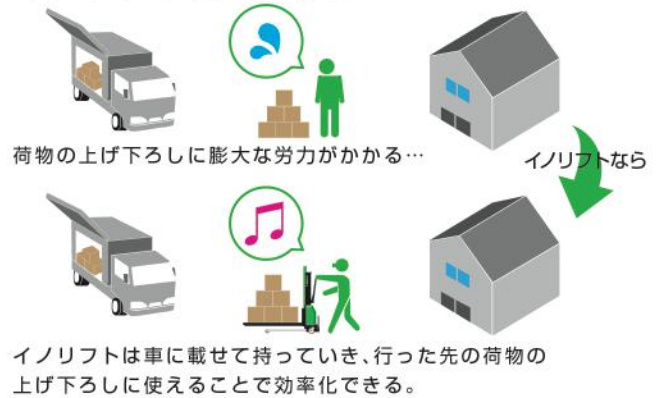 荷物の上げ下ろしに膨大な労力がかかる…
イノリフトなら
イノリフトは車に載せて持っていき、行った先の荷物の
上げ下ろしに使えることで効率化できる。